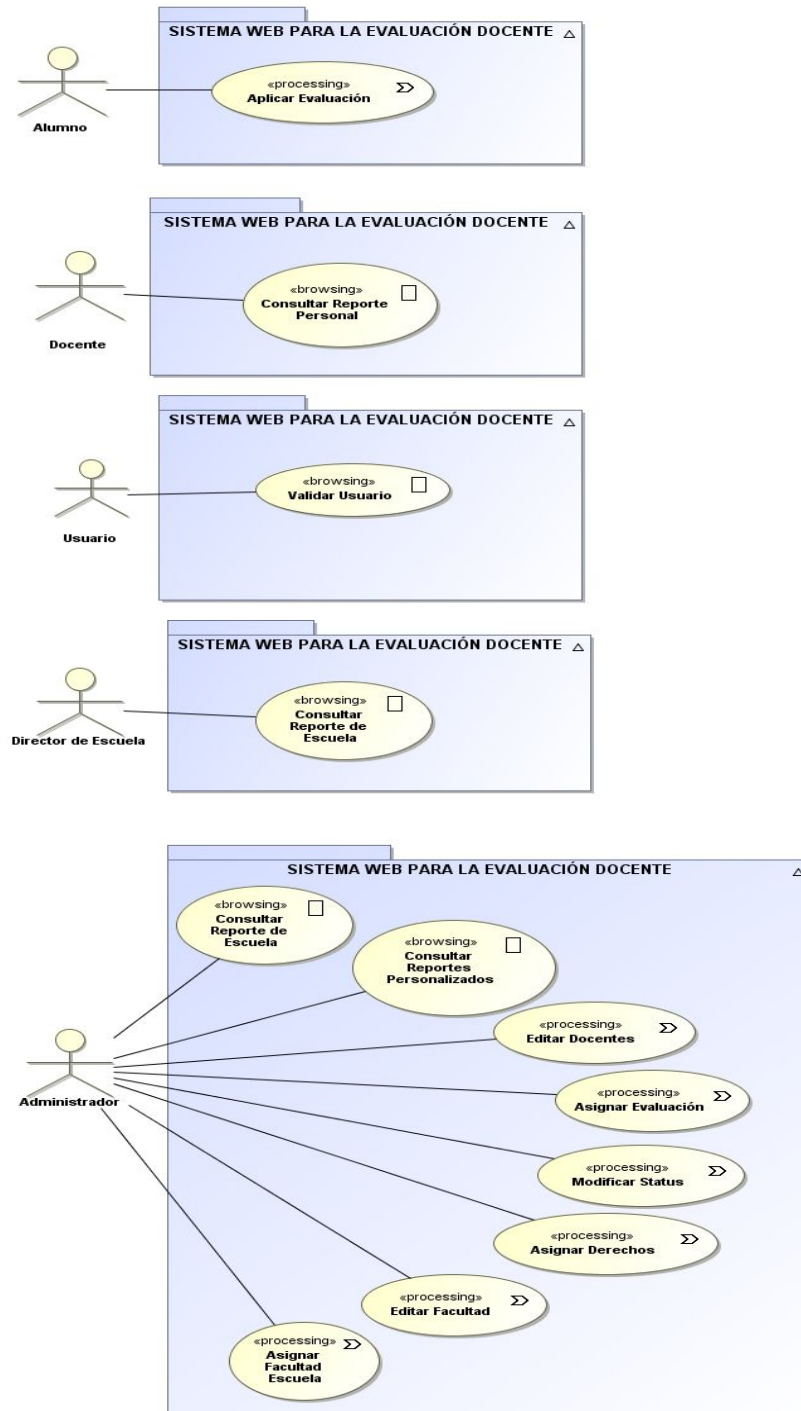 SISTEMA WEB PARA LA EVALUACIÓN DOCENTE
«processing»
Aplicar Evaluación
Alumno
SISTEMA WEB PARA LA EVALUACIÓN DOCENTE
«browsing»
Consultar Reporte
Personal
Docente
SISTEMA WEB PARA LA EVALUACIÓN DOCENTE
«browsing»
Validar Usuario
Usuario
SISTEMA WEB PARA LA EVALUACIÓN DOCENTE
«browsing»
Consultar
Reporte de
Escuela
Director de Escuela
SISTEMA WEB PARA LA EVALUACIÓN DOCENTE
«browsing»
Consultar
Reporte de
Escuela
«browsing»
Consultar
Reportes
Personalizados
«processing»
Editar Docentes
Administrador
«processing»
Asignar Evaluación
«processing»
Modificar Status
«processing»
Asignar Derechos
«processing»
Editar Facultad
«processing»
Asignar
Facultad
Escuela